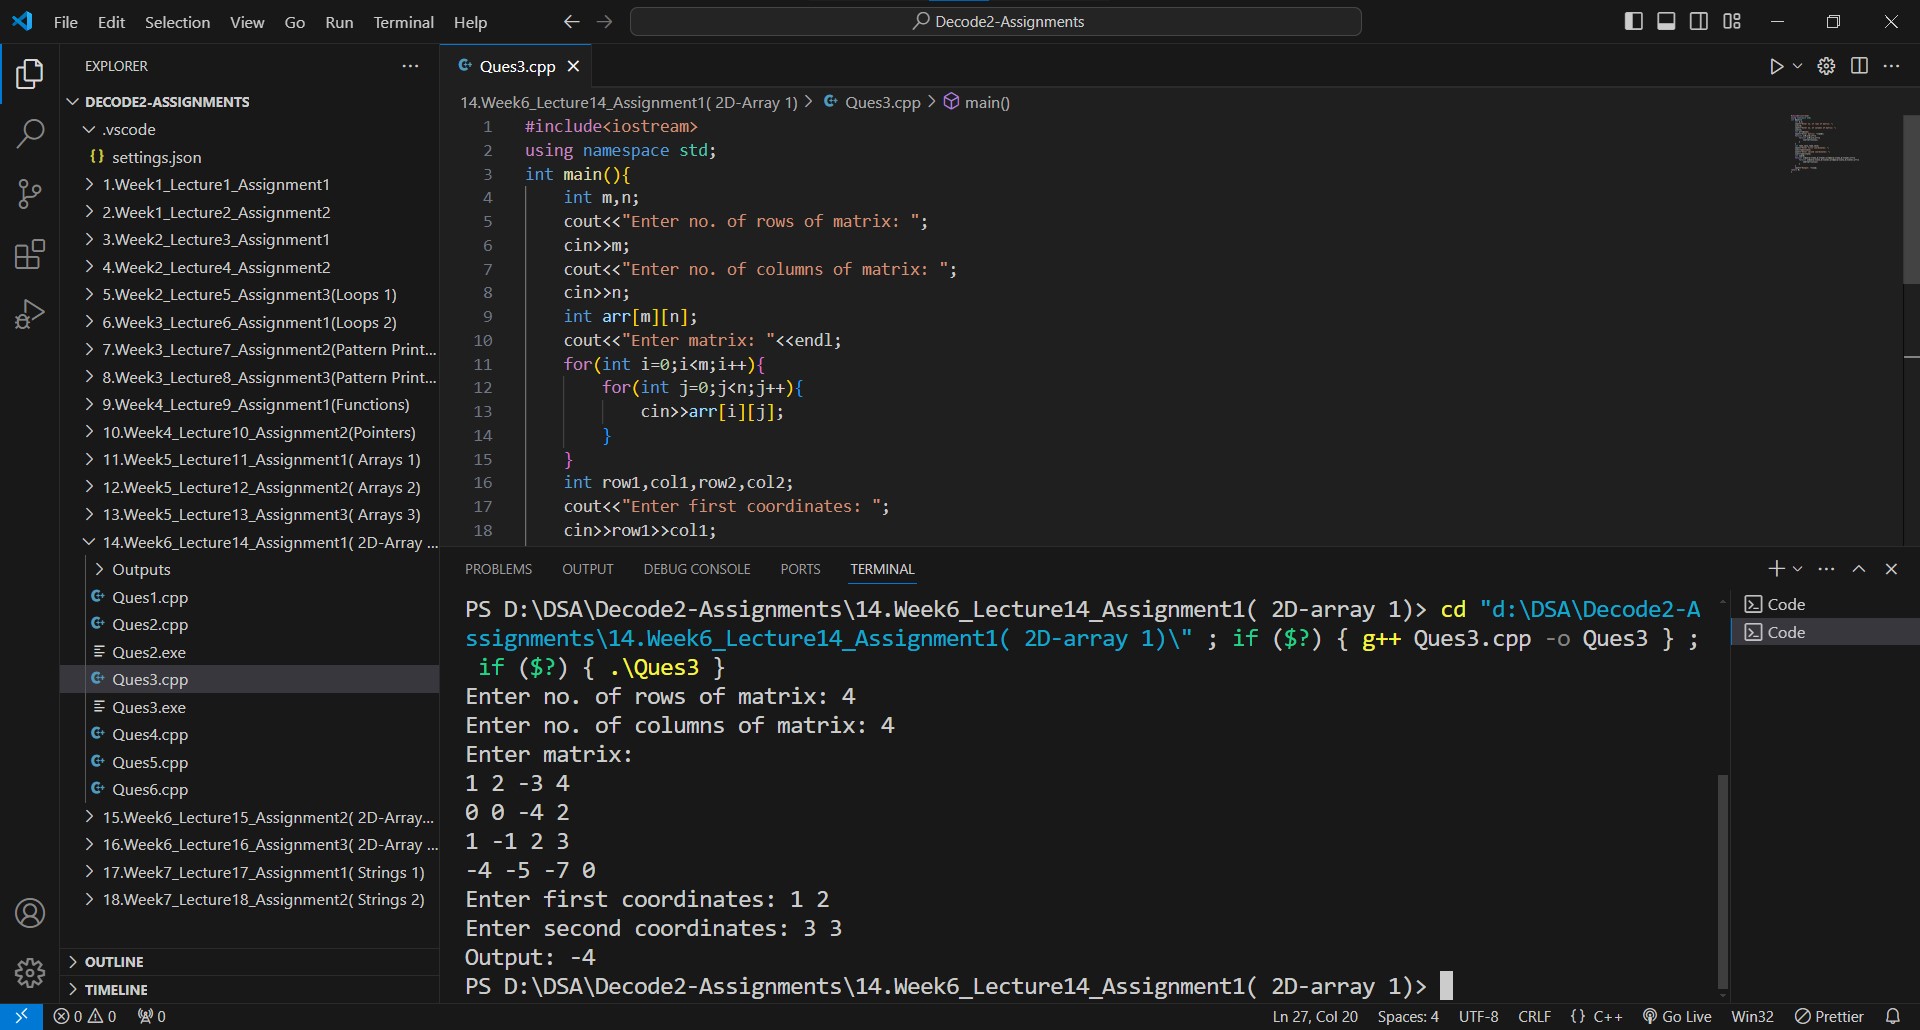 File Edit Selection View Go Run Terminal Help
Decode2-Assignments
EXPLORER
DECODE2-ASSIGNMENTS
.vscode
{} settings.json
1.Week1_Lecture1_Assignment1
2.Week1_Lecture2_Assignment2
3.Week2_Lecture3_Assignment1
4.Week2_Lecture4_Assignment2
5.Week2_Lecture5_Assignment3(Loops 1)
6.Week3_Lecture6_Assignment1(Loops 2)
7.Week3_Lecture7_Assignment2(Pattern Print...
8.Week3_Lecture8_Assignment3(Pattern Print...
9.Week4_Lecture9_Assignment1(Functions)
10.Week4_Lecture10_Assignment2(Pointers)
11.Week5_Lecture11_Assignment1( Arrays 1)
12.Week5_Lecture12_Assignment2( Arrays 2)
13.Week5_Lecture13_Assignment3( Arrays 3)
14.Week6_Lecture14_Assignment1( 2D-Array ...
Outputs
Ques1.cpp
Ques2.cpp
Ques2.exe
Ques3.cpp
Ques3.exe
Ques4.cpp
Ques5.cpp
Ques6.cpp
15.Week6_Lecture15_Assignment2( 2D-Array...
16.Week6_Lecture16_Assignment3( 2D-Array ...
17.Week7_Lecture17_Assignment1( Strings 1)
18.Week7_Lecture18_Assignment2( Strings 2)
OUTLINE
TIMELINE
Ques3.cpp
14.Week6_Lecture14_Assignment1( 2D-Array 1) > Ques3.cpp > main()
1 #include<iostream>
2 using namespace std;
3 int main(){
4 int m,n;
5 cout<<"Enter no. of rows of matrix: ";
6 cin>>m;
7 cout<<"Enter no. of columns of matrix: ";
8 cin>>n;
9 int arr[m][n];
10 cout<<"Enter matrix: "<<endl;
11 for(int i=0;i<m;i++){
12 for(int j=0;j<n;j++){
13 cin>>arr[i][j];
14 }
15 }
16 int row1,col1,row2,col2;
17 cout<<"Enter first coordinates: ";
18 cin>>row1>>col1;
PROBLEMS OUTPUT DEBUG CONSOLE PORTS TERMINAL
PS D:\DSA\Decode2-Assignments\14.Week6_Lecture14_Assignment1( 2D-array 1)> cd "d:\DSA\Decode2-A
ssignments\14.Week6_Lecture14_Assignment1( 2D-array 1)\" ; if ($?) { g++ Ques3.cpp -o Ques3 } ;
if ($?) { .\Ques3 }
Enter no. of rows of matrix: 4
Enter no. of columns of matrix: 4
Enter matrix:
1 2 -3 4
0 0 -4 2
1 -1 2 3
-4 -5 -7 0
Enter first coordinates: 1 2
Enter second coordinates: 3 3
Output: -4
PS D:\DSA\Decode2-Assignments\14.Week6_Lecture14_Assignment1( 2D-array 1)>
Code
Code
0 0 0
Ln 27, Col 20 Spaces: 4 UTF-8 CRLF {} C++ Go Live Win32 Prettier